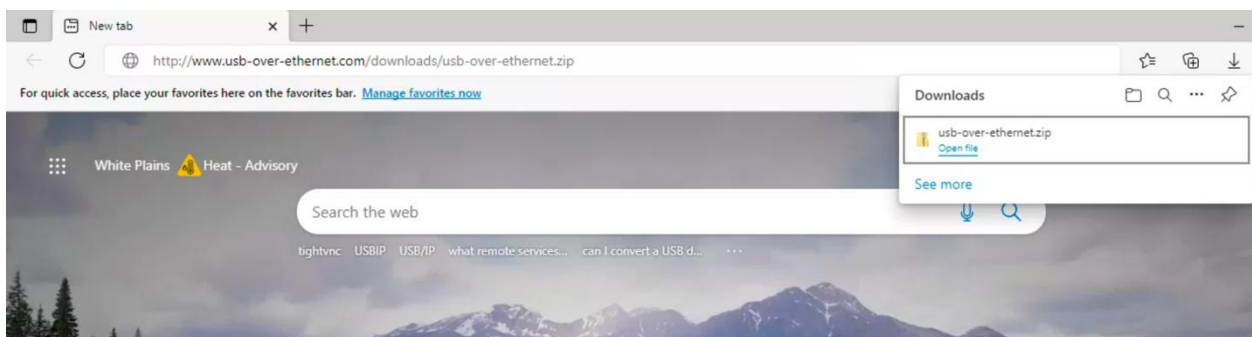 New tab
http://www.usb-over-ethernet.com/downloads/usb-over-ethernet.zip
For quick access, place your favorites here on the favorites bar. Manage favorites now
Downloads
usb-over-ethernet.zip
Open file
See more
White Plains Heat - Advisory
Search the web
tightvnc USBIP USB/IP what remote services... can I convert a USB d... ...